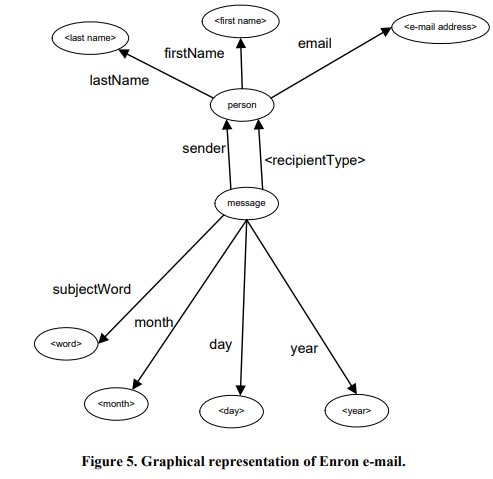 <first name>
<last name>
<e-mail address>
firstName
email
lastName
person
sender
<recipientType>
message
subjectWord
month
day
year
<word>
<month>
<day>
<year>
Figure 5. Graphical representation of Enron e-mail.